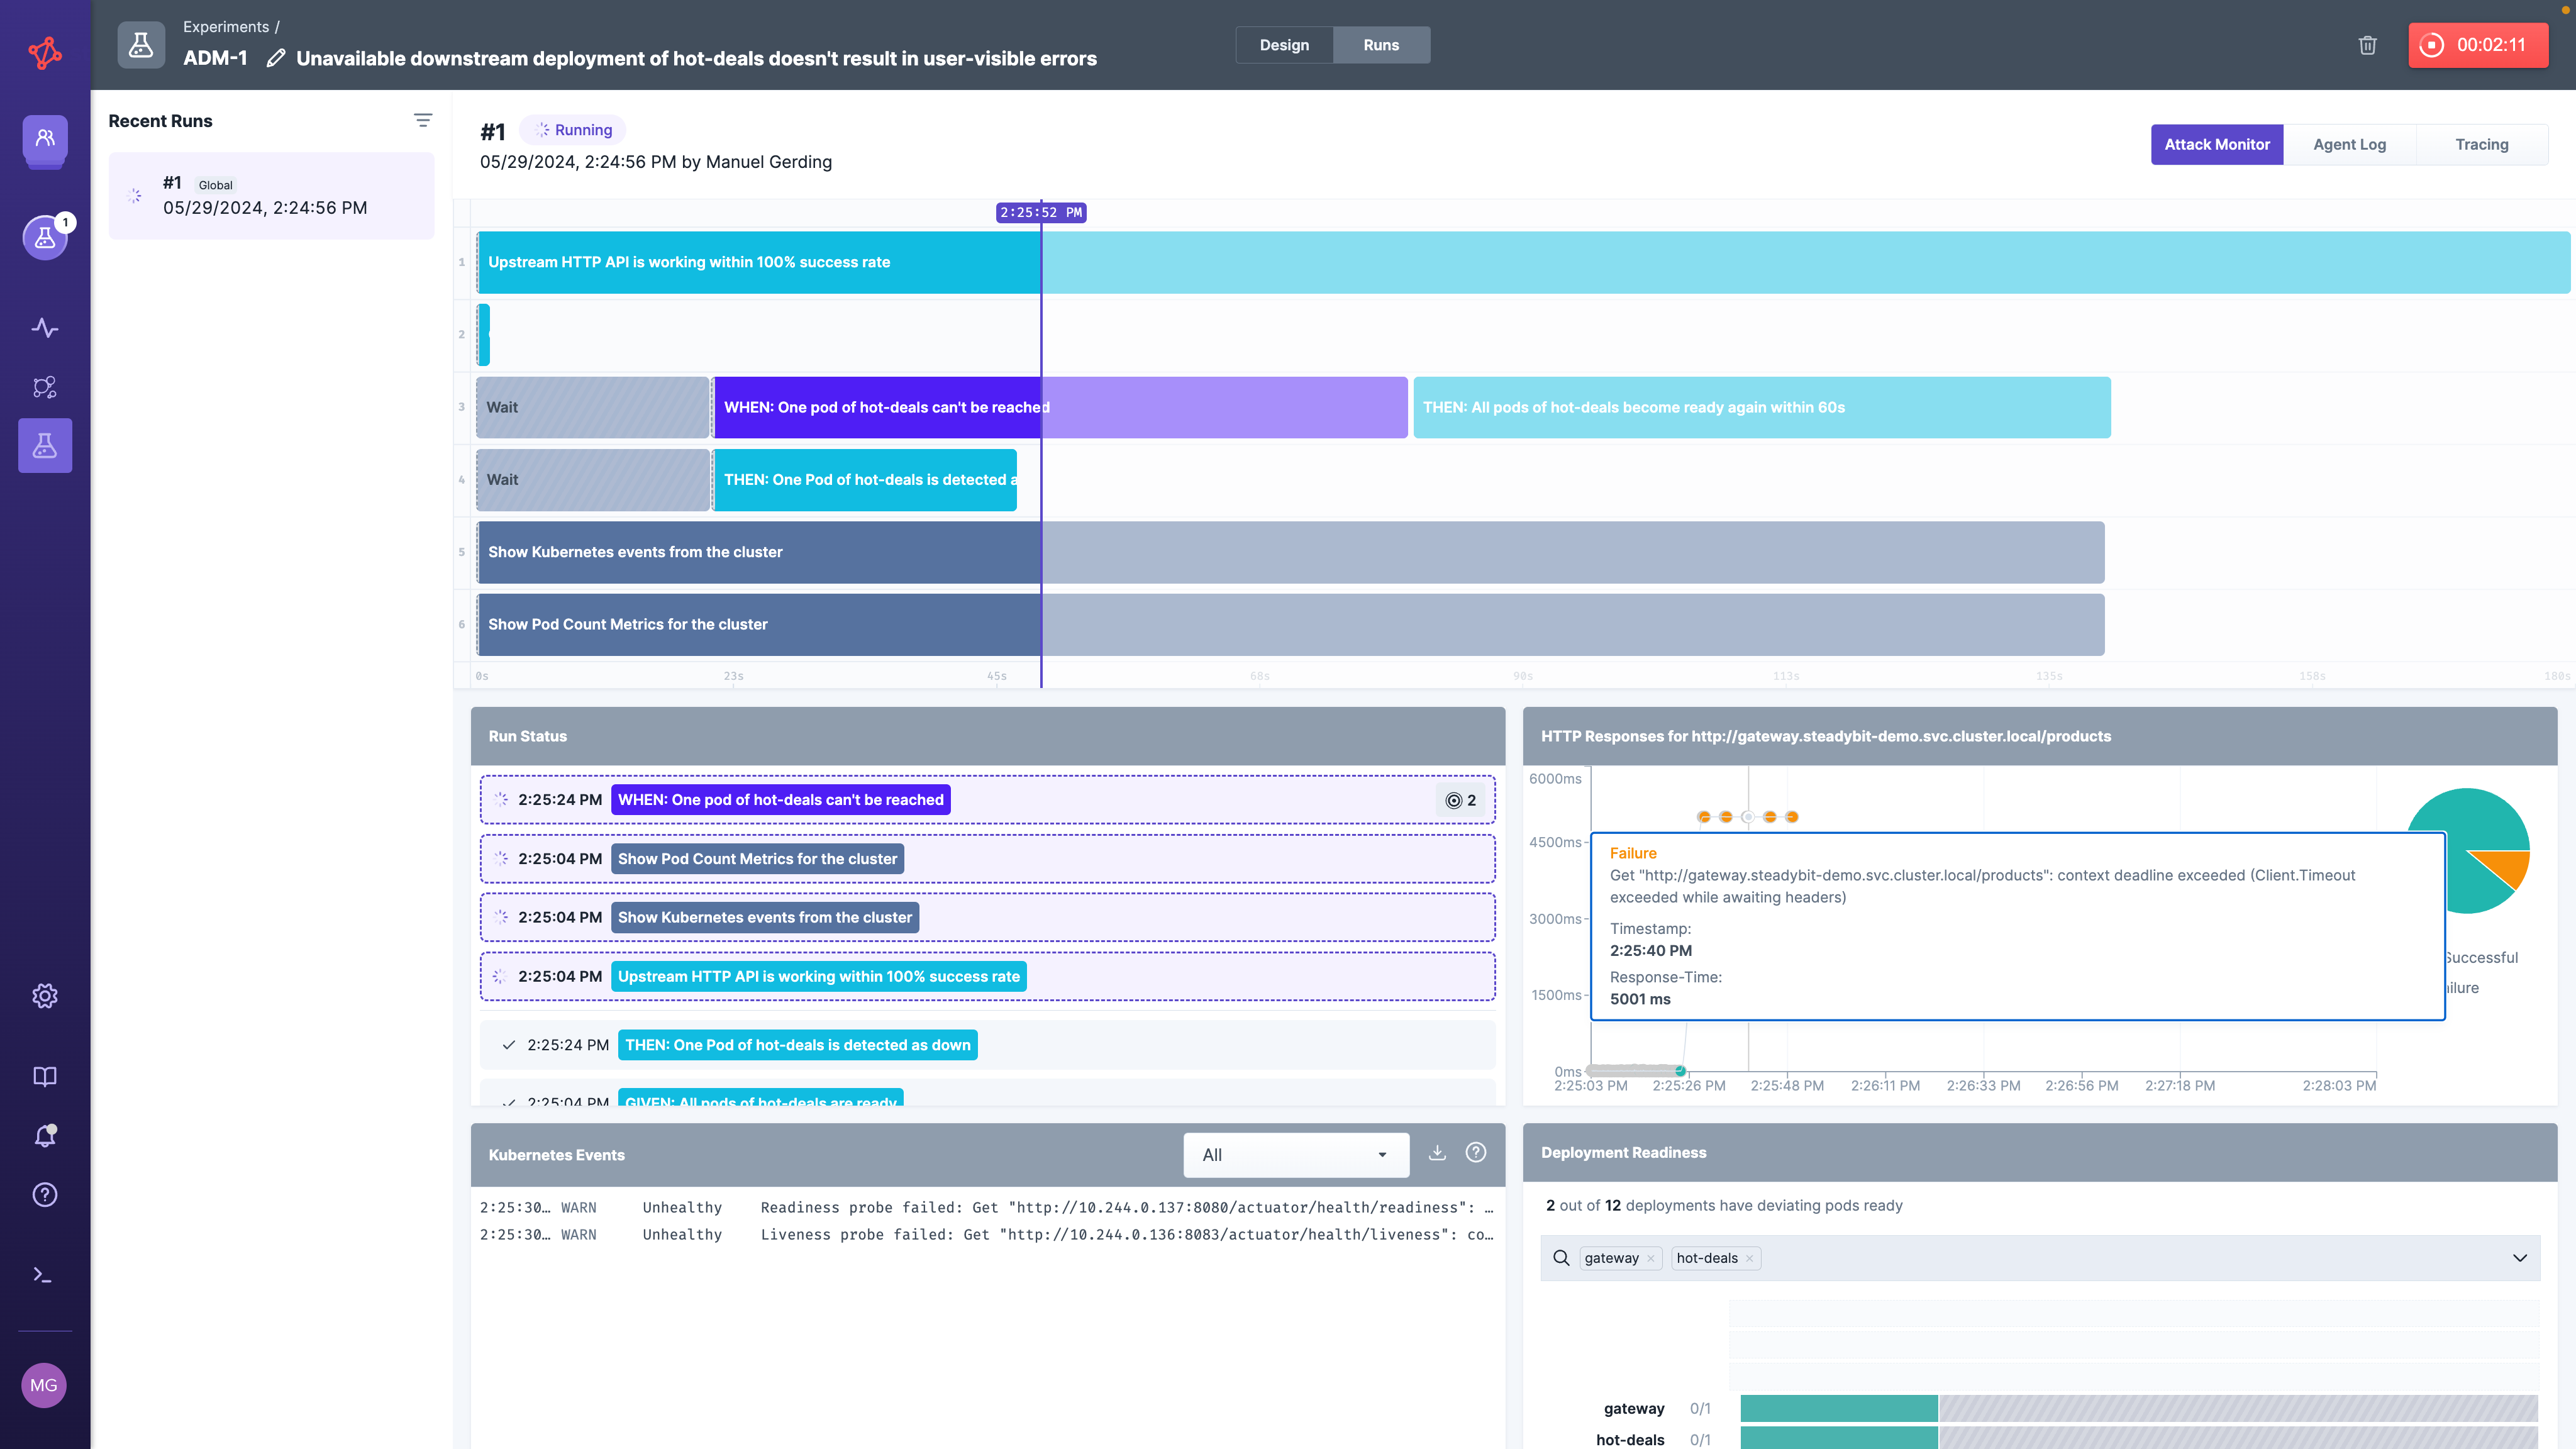 Experiments /
ADM-1 Unavailable downstream deployment of hot-deals doesn't result in user-visible errors
Design
Runs
00:02:11
1
MG
Recent Runs
#1 Global
05/29/2024, 2:24:56 PM
#1 Running
05/29/2024, 2:24:56 PM by Manuel Gerding
Attack Monitor
Agent Log
Tracing
2:25:52 PM
1 Upstream HTTP API is working within 100% success rate
2
3 Wait WHEN: One pod of hot-deals can't be reached THEN: All pods of hot-deals become ready again within 60s
4 Wait THEN: One Pod of hot-deals is detected a
5 Show Kubernetes events from the cluster
6 Show Pod Count Metrics for the cluster
0s 23s 45s 68s 90s 113s 135s 158s 180s
Run Status
2:25:24 PM WHEN: One pod of hot-deals can't be reached 2
2:25:04 PM Show Pod Count Metrics for the cluster
2:25:04 PM Show Kubernetes events from the cluster
2:25:04 PM Upstream HTTP API is working within 100% success rate
2:25:24 PM THEN: One Pod of hot-deals is detected as down
2:25:04 PM GIVEN: All pods of hot-deals are ready
HTTP Responses for http://gateway.steadybit-demo.svc.cluster.local/products
6000ms
4500ms
3000ms
1500ms
0ms
Failure
Get "http://gateway.steadybit-demo.svc.cluster.local/products": context deadline exceeded (Client.Timeout
exceeded while awaiting headers)
Timestamp:
2:25:40 PM
Response-Time:
5001 ms
Successful
ilure
2:25:03 PM 2:25:26 PM 2:25:48 PM 2:26:11 PM 2:26:33 PM 2:26:56 PM 2:27:18 PM 2:28:03 PM
Kubernetes Events
All
2:25:30… WARN Unhealthy Readiness probe failed: Get "http://10.244.0.137:8080/actuator/health/readiness": …
2:25:30… WARN Unhealthy Liveness probe failed: Get "http://10.244.0.136:8083/actuator/health/liveness": co…
Deployment Readiness
2 out of 12 deployments have deviating pods ready
gateway × hot-deals ×
gateway 0/1
hot-deals 0/1